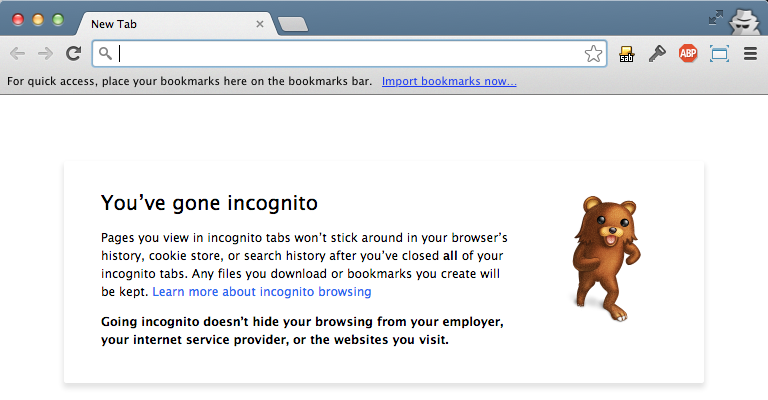 New Tab
ABP
sab
For quick access, place your bookmarks here on the bookmarks bar. Import bookmarks now...
You've gone incognito
Pages you view in incognito tabs won't stick around in your browser's
history, cookie store, or search history after you've closed all of your
incognito tabs. Any files you download or bookmarks you create will
be kept. Learn more about incognito browsing
Going incognito doesn't hide your browsing from your employer,
your internet service provider, or the websites you visit.